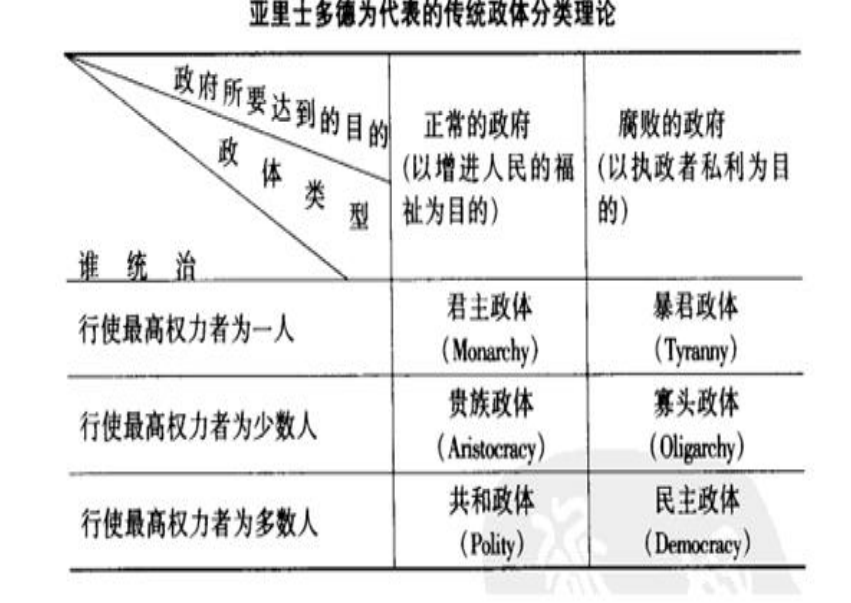 亚里士多德为代表的传统政体分类理论
政府所要达到的目的
政体类型
谁统治
正常的政府
(以增进人民的福
祉为目的)
腐败的政府
(以执政者私利为目
的)
行使最高权力者为一人
君主政体
(Monarchy)
暴君政体
(Tyranny)
行使最高权力者为少数人
贵族政体
(Aristocracy)
寡头政体
(Oligarchy)
行使最高权力者为多数人
共和政体
(Polity)
民主政体
(Democracy)